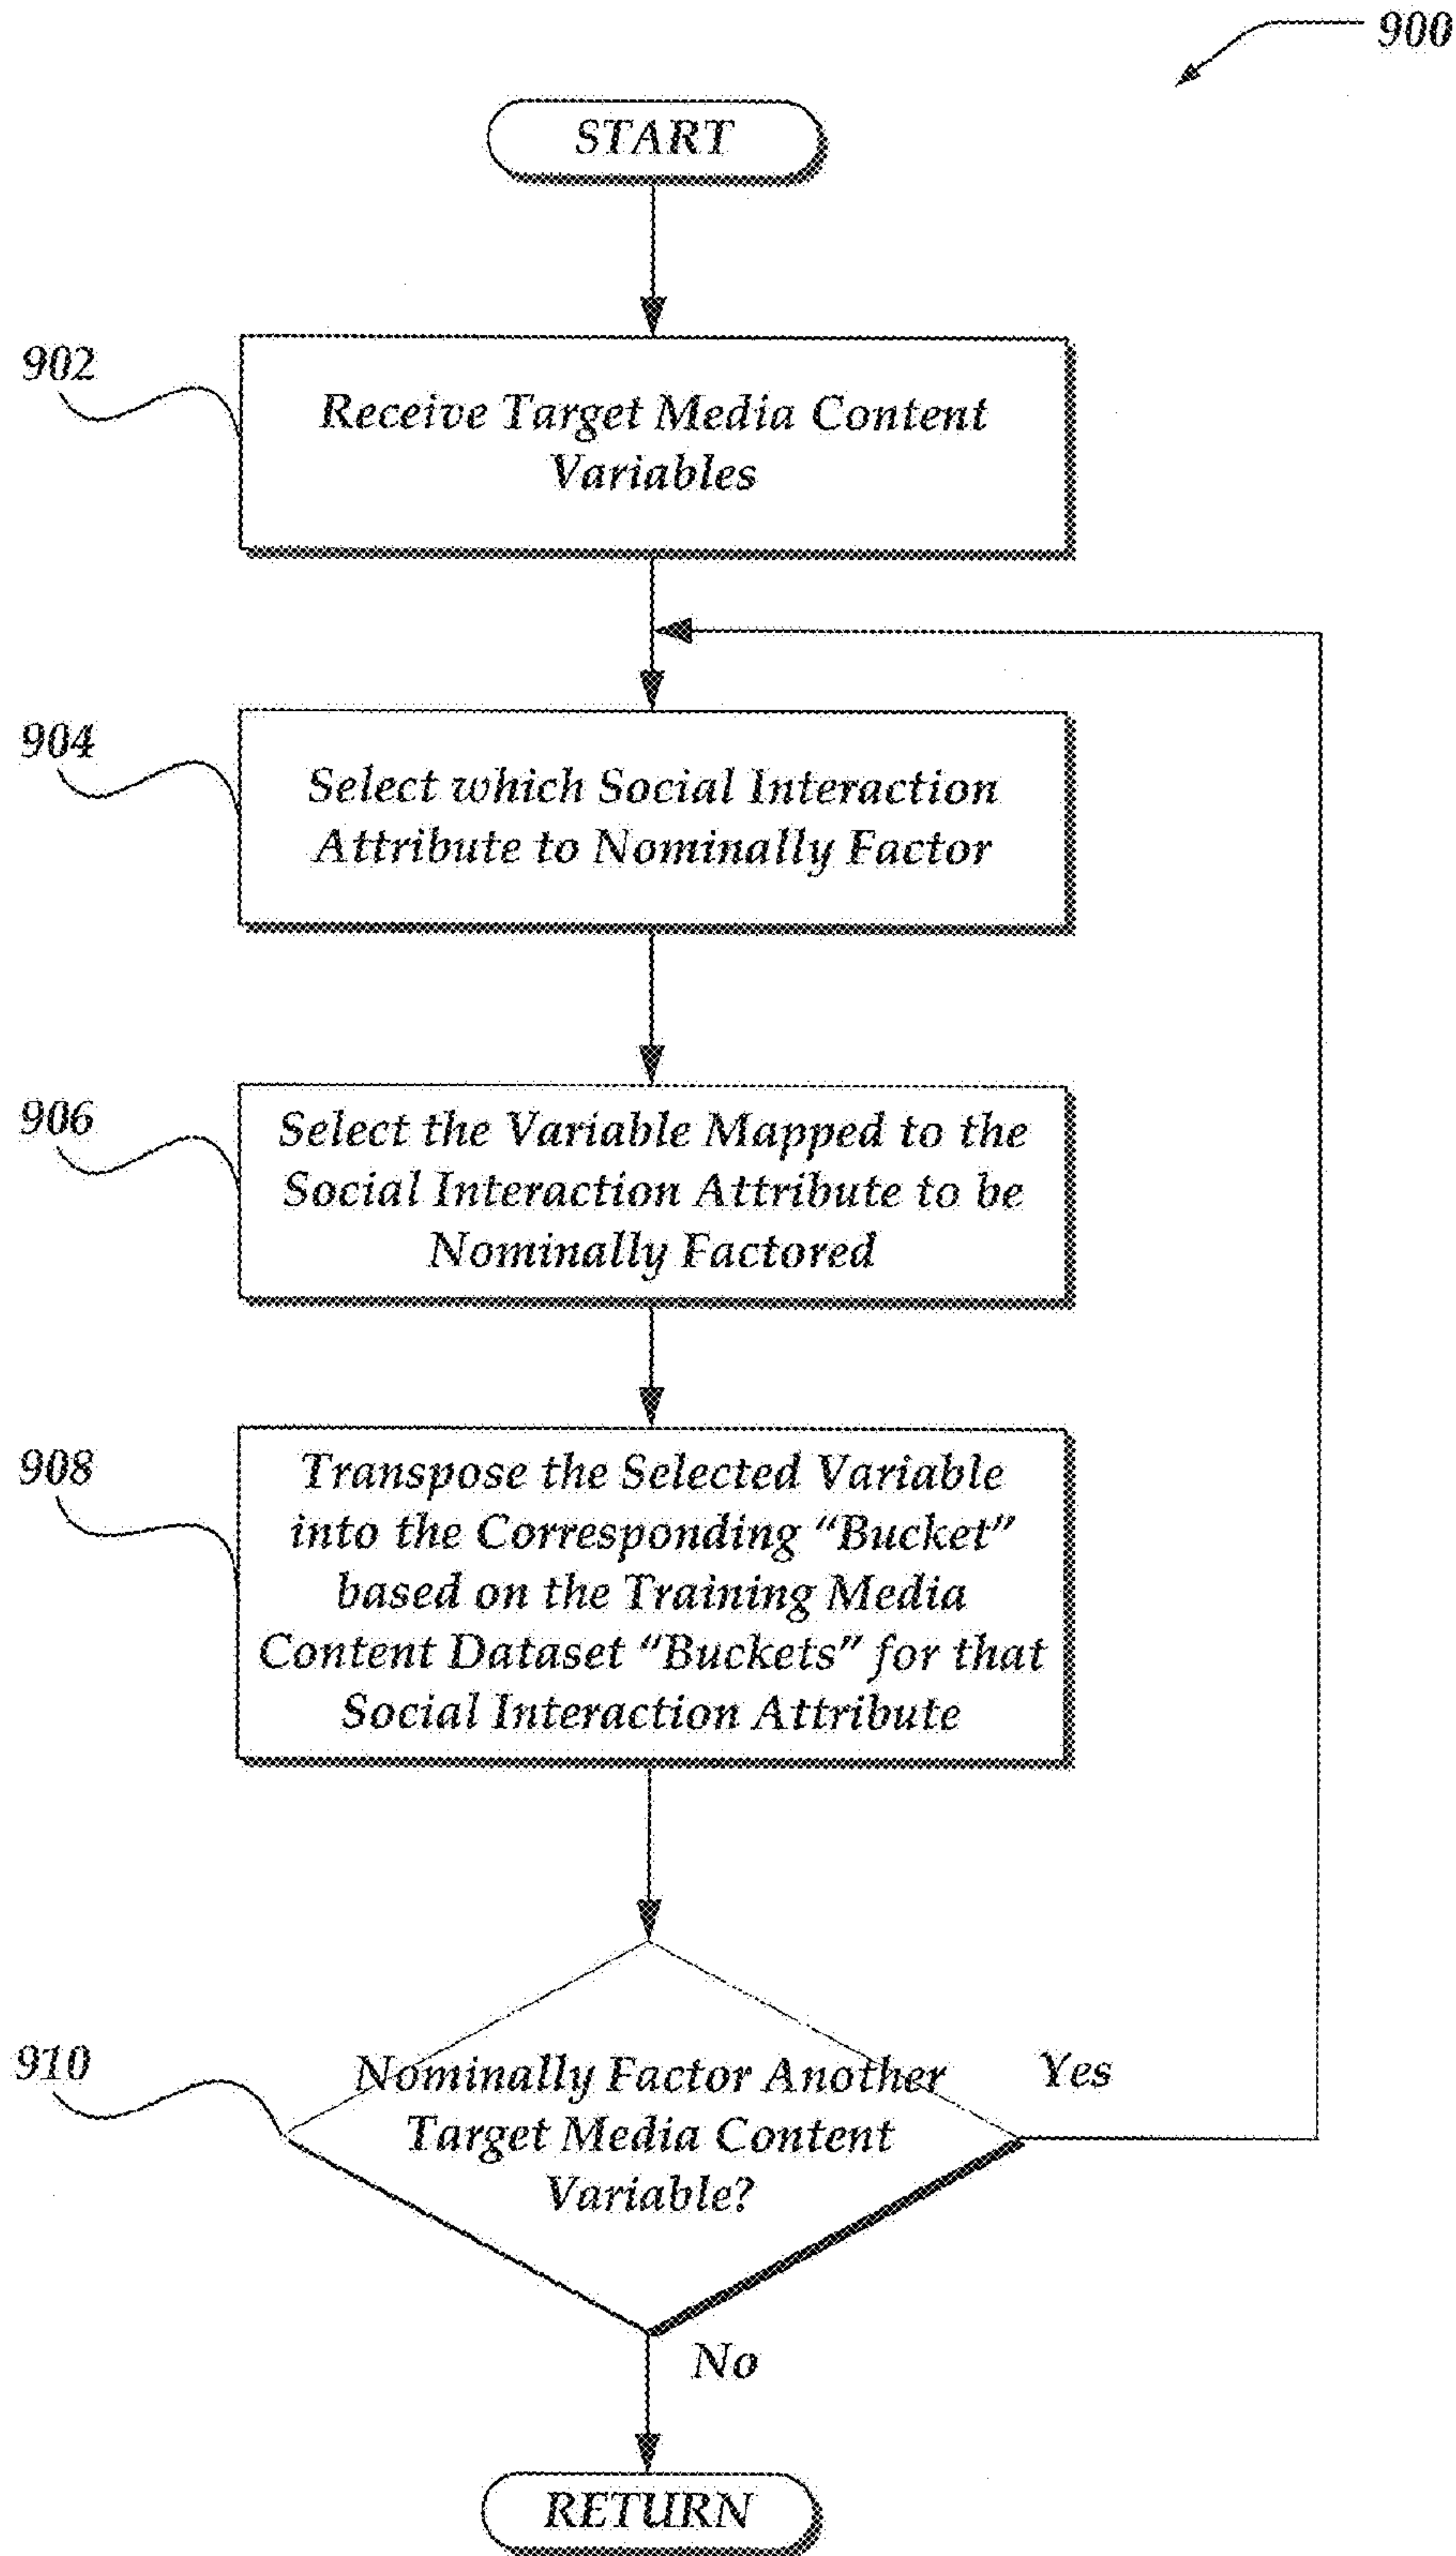 900
START
902
Receive Target Media Content
Variables
904
Select which Social Interaction
Attribute to Nominally Factor
906
Select the Variable Mapped to the
Social Interaction Attribute to be
Nominally Factored
908
Transpose the Selected Variable
into the Corresponding “Bucket”
based on the Training Media
Content Dataset “Buckets” for that
Social Interaction Attribute
910
Nominally Factor Another
Target Media Content
Variable?
Yes
No
RETURN